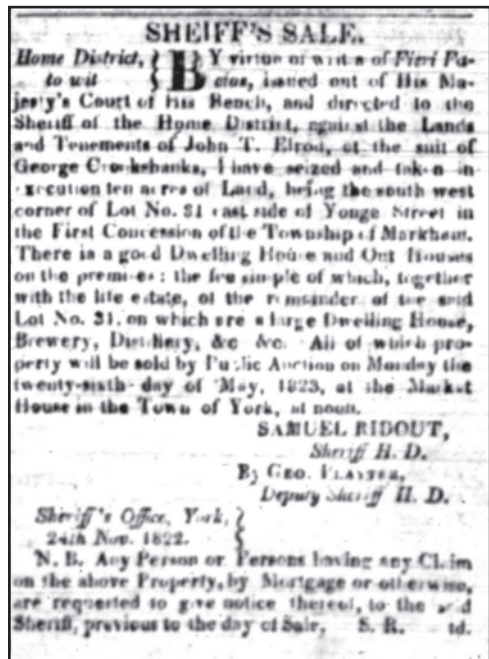 SHEIFF'S SALE.
Home District, { BY virtue of writs of Fieri Fa-
to wit { cias, issued out of His Ma-
jesty's Court of His Bench, and directed to the
Sheriff of the Home District, against the Lands
and Tenements of John T. Elrod, at the suit of
George Crookshanks, I have seized and taken in
execution ten acres of Land, being the south west
corner of Lot No. 31 east side of Yonge Street in
the First Concession of the Township of Markham.
There is a good Dwelling House and Out Houses
on the premises: the fee simple of which, together
with the life estate, of the remainder of the said
Lot No. 31, on which are a large Dwelling House,
Brewery, Distillery, &c &c. All of which pro-
perty will be sold by Public Auction on Monday the
twenty-sixth day of May, 1823, at the Market
House in the Town of York, at noon.
SAMUEL RIDOUT,
Sheriff H. D.
By GEO.
Deputy Sheriff H. D.
Sheriff's Office, York, }
24th Nov. 1822. }
N. B. Any Person or Persons having any Claim
on the above Property, by Mortgage or otherwise,
are requested to give notice thereof, to the said
Sheriff, previous to the day of Sale, S. R. td.